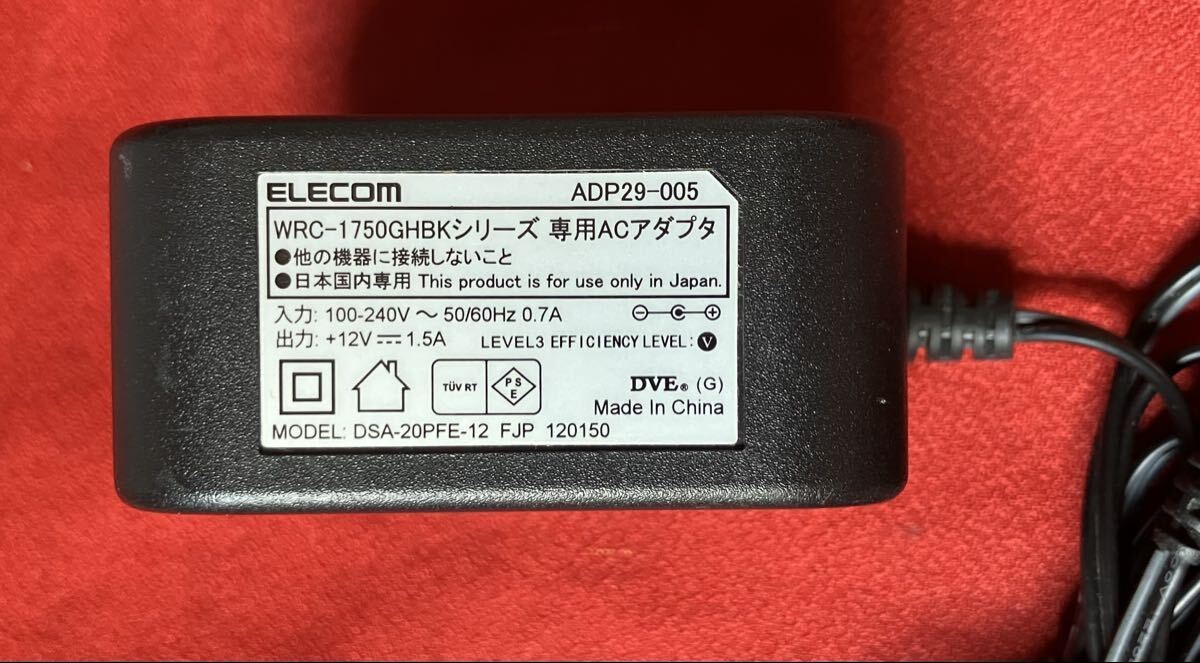 ELECOM ADP29-005
WRC-1750GHBKシリーズ 専用ACアダプタ
●他の機器に接続しないこと
●日本国内専用 This product is for use only in Japan.
入力: 100-240V ～ 50/60Hz 0.7A
出力: +12V⎓1.5A LEVEL3 EFFICIENCY LEVEL: V
TÜV RT PS E DVE® (G)
Made In China
MODEL: DSA-20PFE-12 FJP 120150